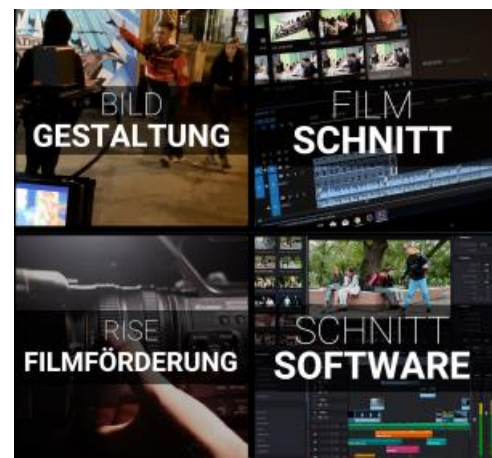 BILD
GESTALTUNG
FILM
SCHNITT
RISE
FILMFÖRDERUNG
SCHNITT
SOFTWARE